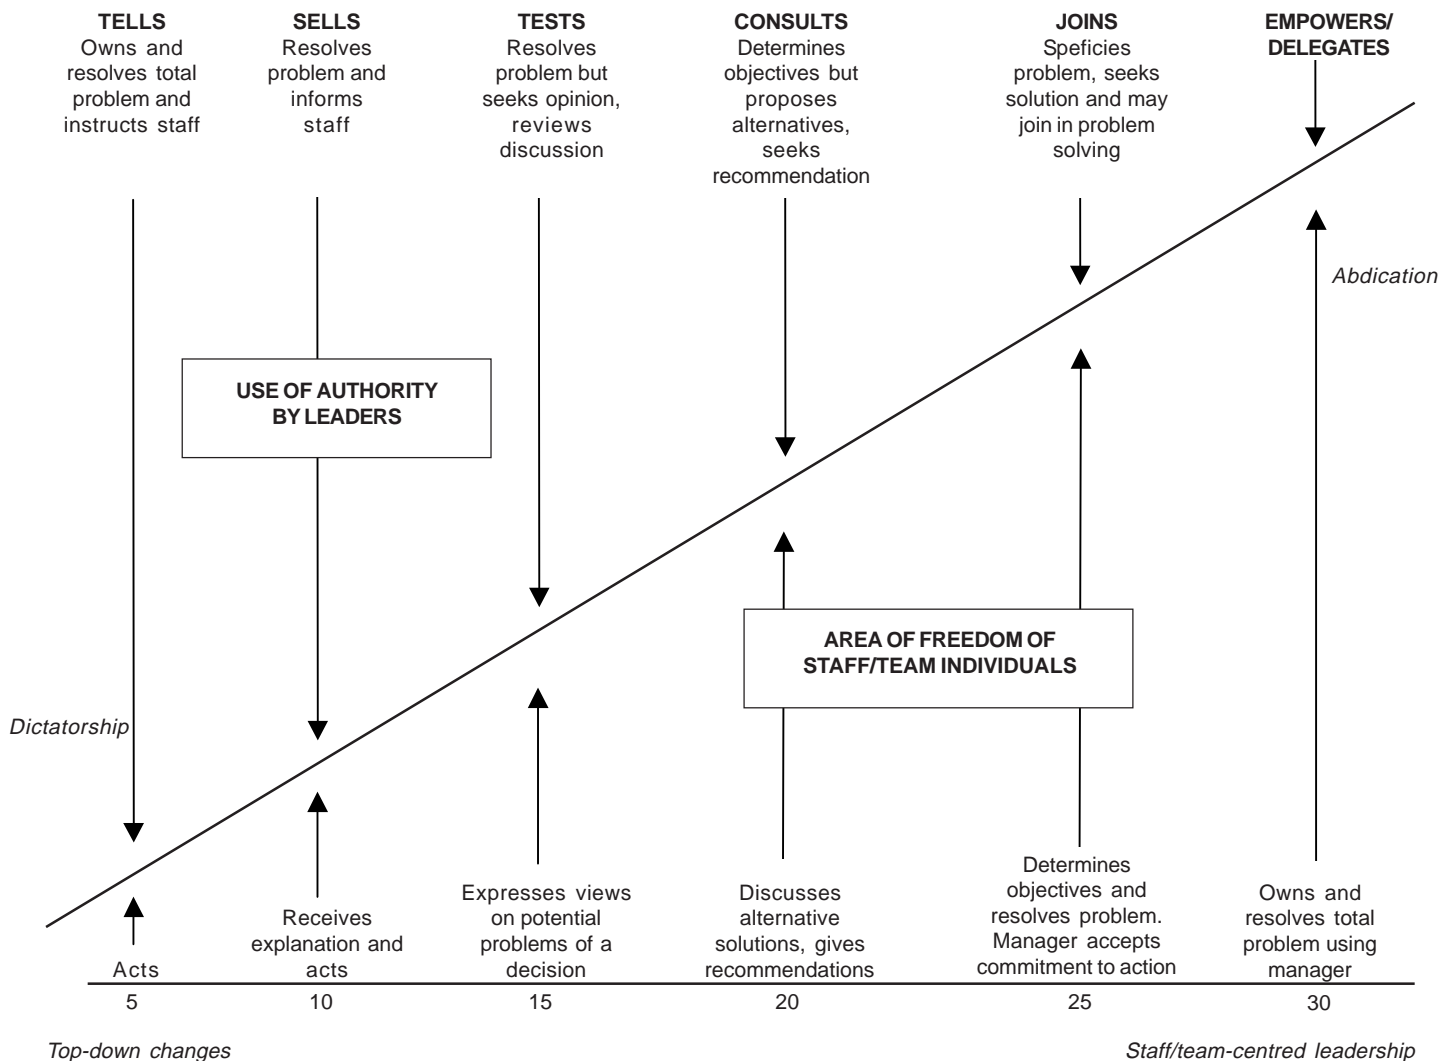 TELLS
Owns and
resolves total
problem and
instructs staff
SELLS
Resolves
problem and
informs
staff
TESTS
Resolves
problem but
seeks opinion,
reviews
discussion
CONSULTS
Determines
objectives but
proposes
alternatives,
seeks
recommendation
JOINS
Speficies
problem, seeks
solution and may
join in problem
solving
EMPOWERS/
DELEGATES
Abdication
USE OF AUTHORITY
BY LEADERS
AREA OF FREEDOM OF
STAFF/TEAM INDIVIDUALS
Dictatorship
Acts
Receives
explanation and
acts
Expresses views
on potential
problems of a
decision
Discusses
alternative
solutions, gives
recommendations
Determines
objectives and
resolves problem.
Manager accepts
commitment to action
Owns and
resolves total
problem using
manager
5
10
15
20
25
30
Top-down changes
Staff/team-centred leadership